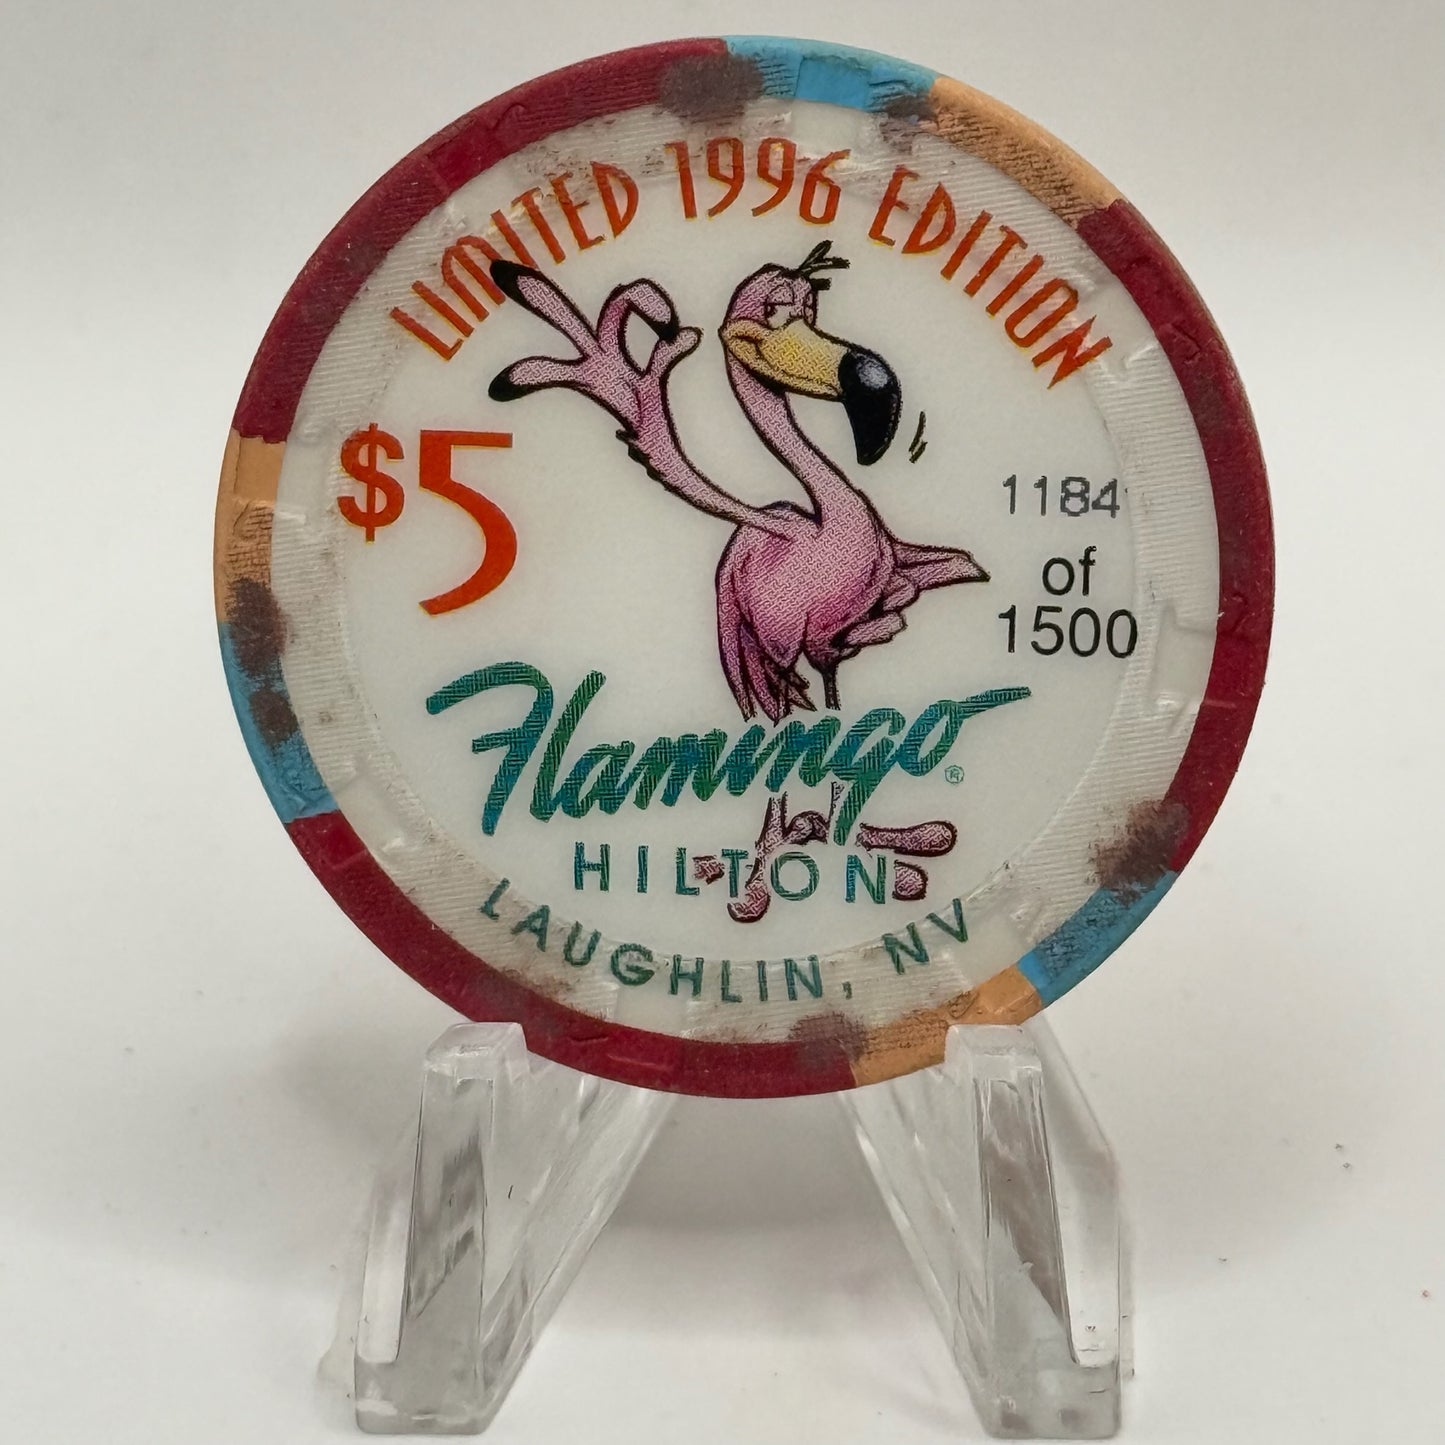 LIMITED 1996 EDITION
$5
1184
of
1500
Flamingo®
HILTON
LAUGHLIN, NV